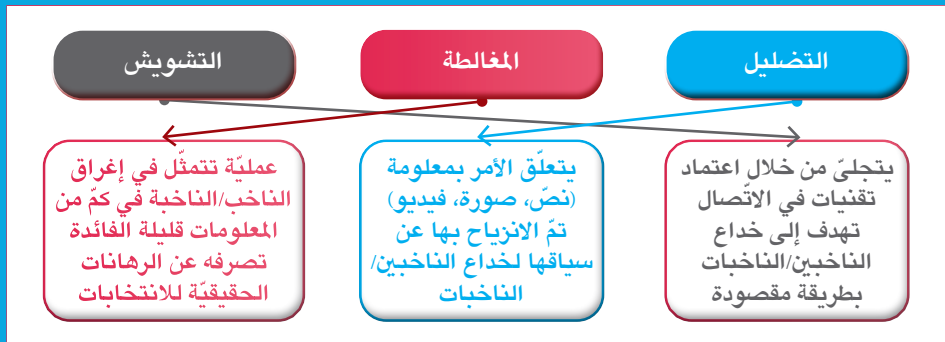 التضليل
المغالطة
التشويش
يتجلىّ من خلال اعتماد
تقنيات في الاتّصال
تهدف إلى خداع
الناخبين/الناخبات
بطريقة مقصودة
يتعلّق الأمر بمعلومة
(نصّ، صورة، فيديو)
تمّ الانزياح بها عن
سياقها لخداع الناخبين/
الناخبات
عمليّة تتمثّل في إغراق
الناخب/الناخبة في كمّ من
المعلومات قليلة الفائدة
تصرفه عن الرهانات
الحقيقيّة للانتخابات